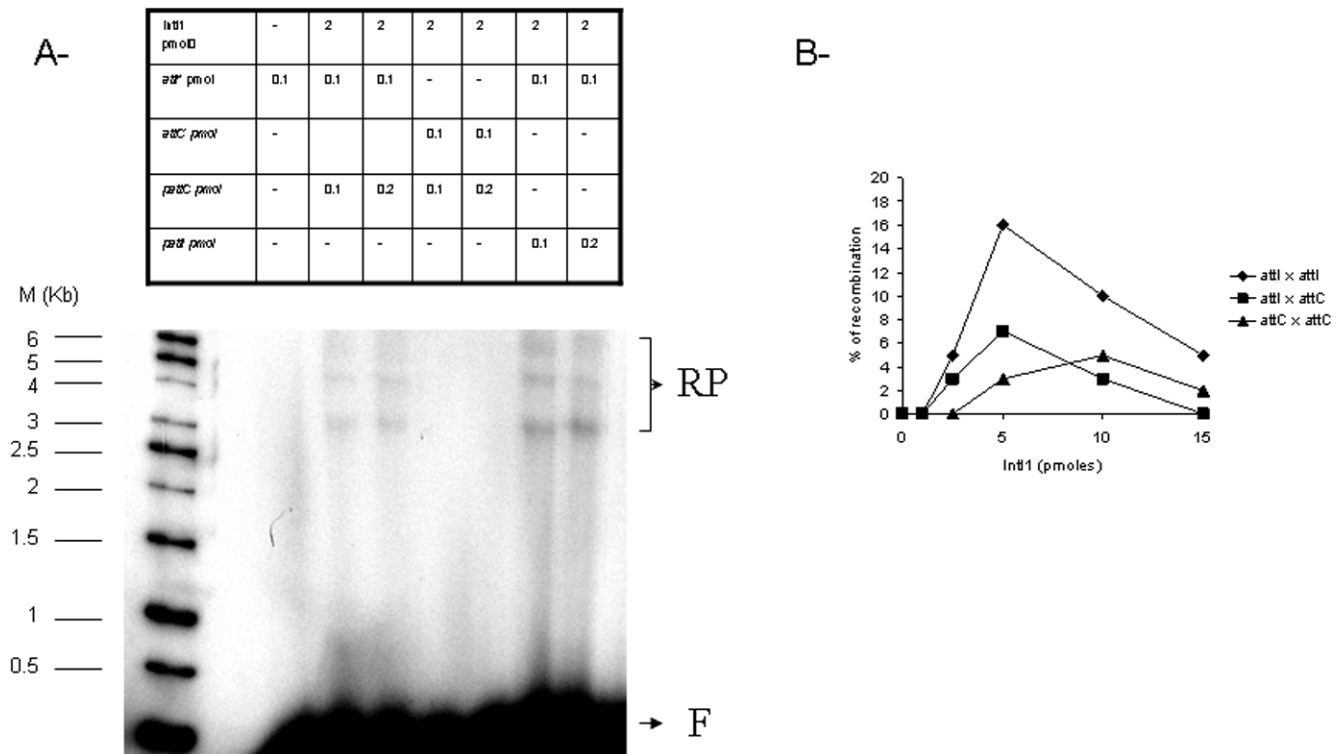 A-
IntI1 - 2 2 2 2 2 2
pmol
attI* pmol 0.1 0.1 0.1 - - 0.1 0.1
attC* pmol - 0.1 0.1 - -
pattC pmol - 0.1 0.2 0.1 0.2 - -
pattI pmol - - - - - 0.1 0.2
M (Kb)
6
5
4
3
2.5
2
1.5
1
0.5
RP
F
B-
% of recombination
20
18
16
14
12
10
8
6
4
2
0
0 5 10 15
IntI1 (pmoles)
attI × attI
attI × attC
attC × attC